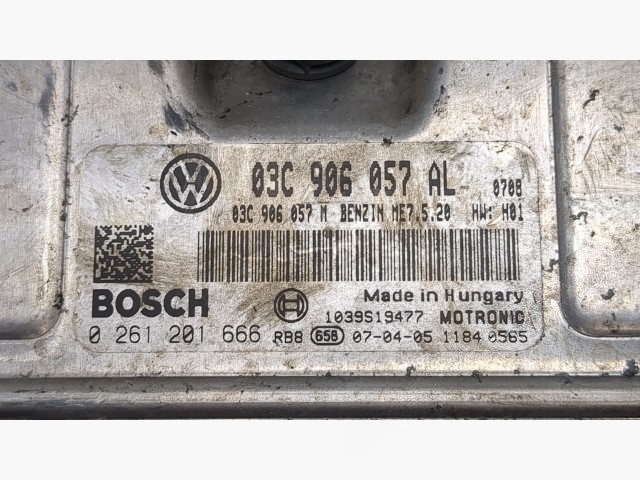 03C 906 057 AL 0708
03C 906 057 M BENZIN ME7.5.20 HW: H01
BOSCH
Made in Hungary
1039S19477 MOTRONIC
0 261 201 666 RB8 658 07-04-05 1184 0565